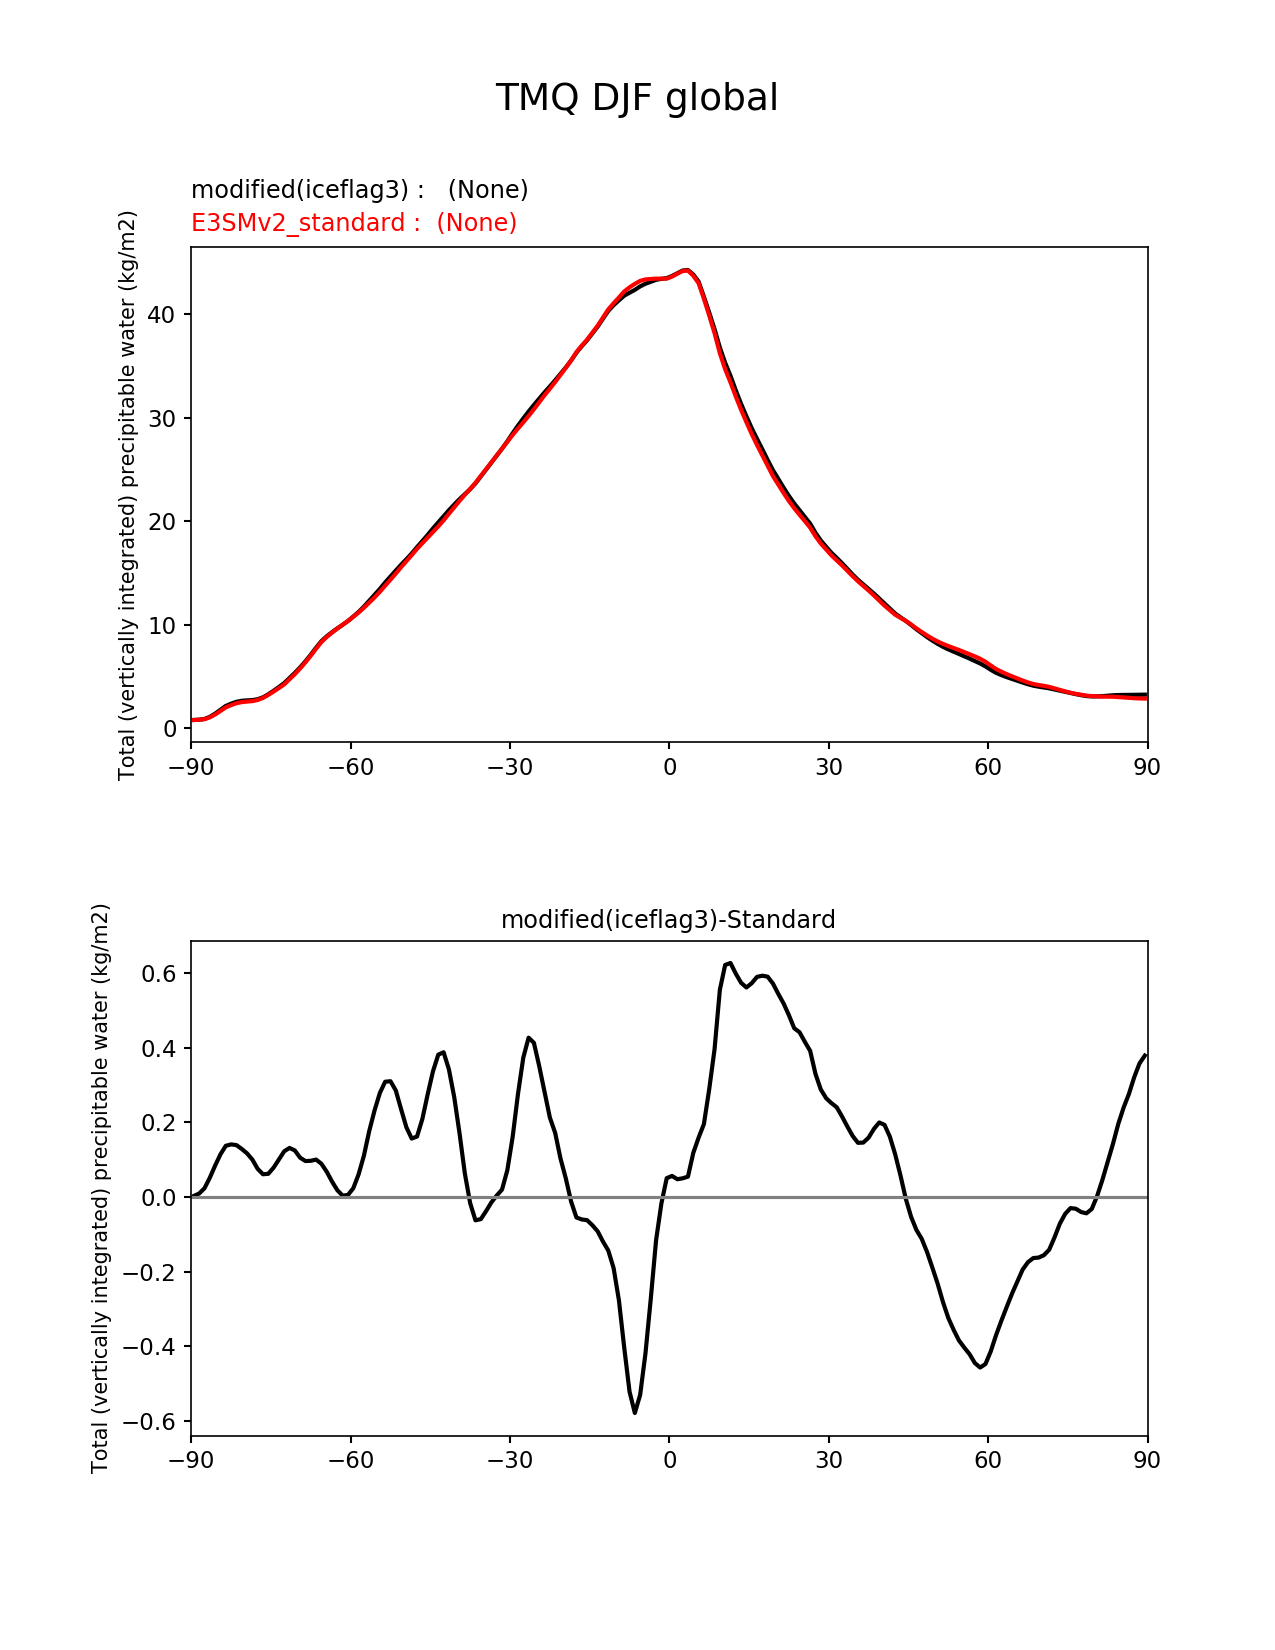 TMQ DJF global
modified(iceflag3) :   (None)
E3SMv2_standard :  (None)
Total (vertically integrated) precipitable water (kg/m2)
40
30
20
10
0
−90 −60 −30 0 30 60 90
modified(iceflag3)-Standard
Total (vertically integrated) precipitable water (kg/m2)
0.6
0.4
0.2
0.0
−0.2
−0.4
−0.6
−90 −60 −30 0 30 60 90